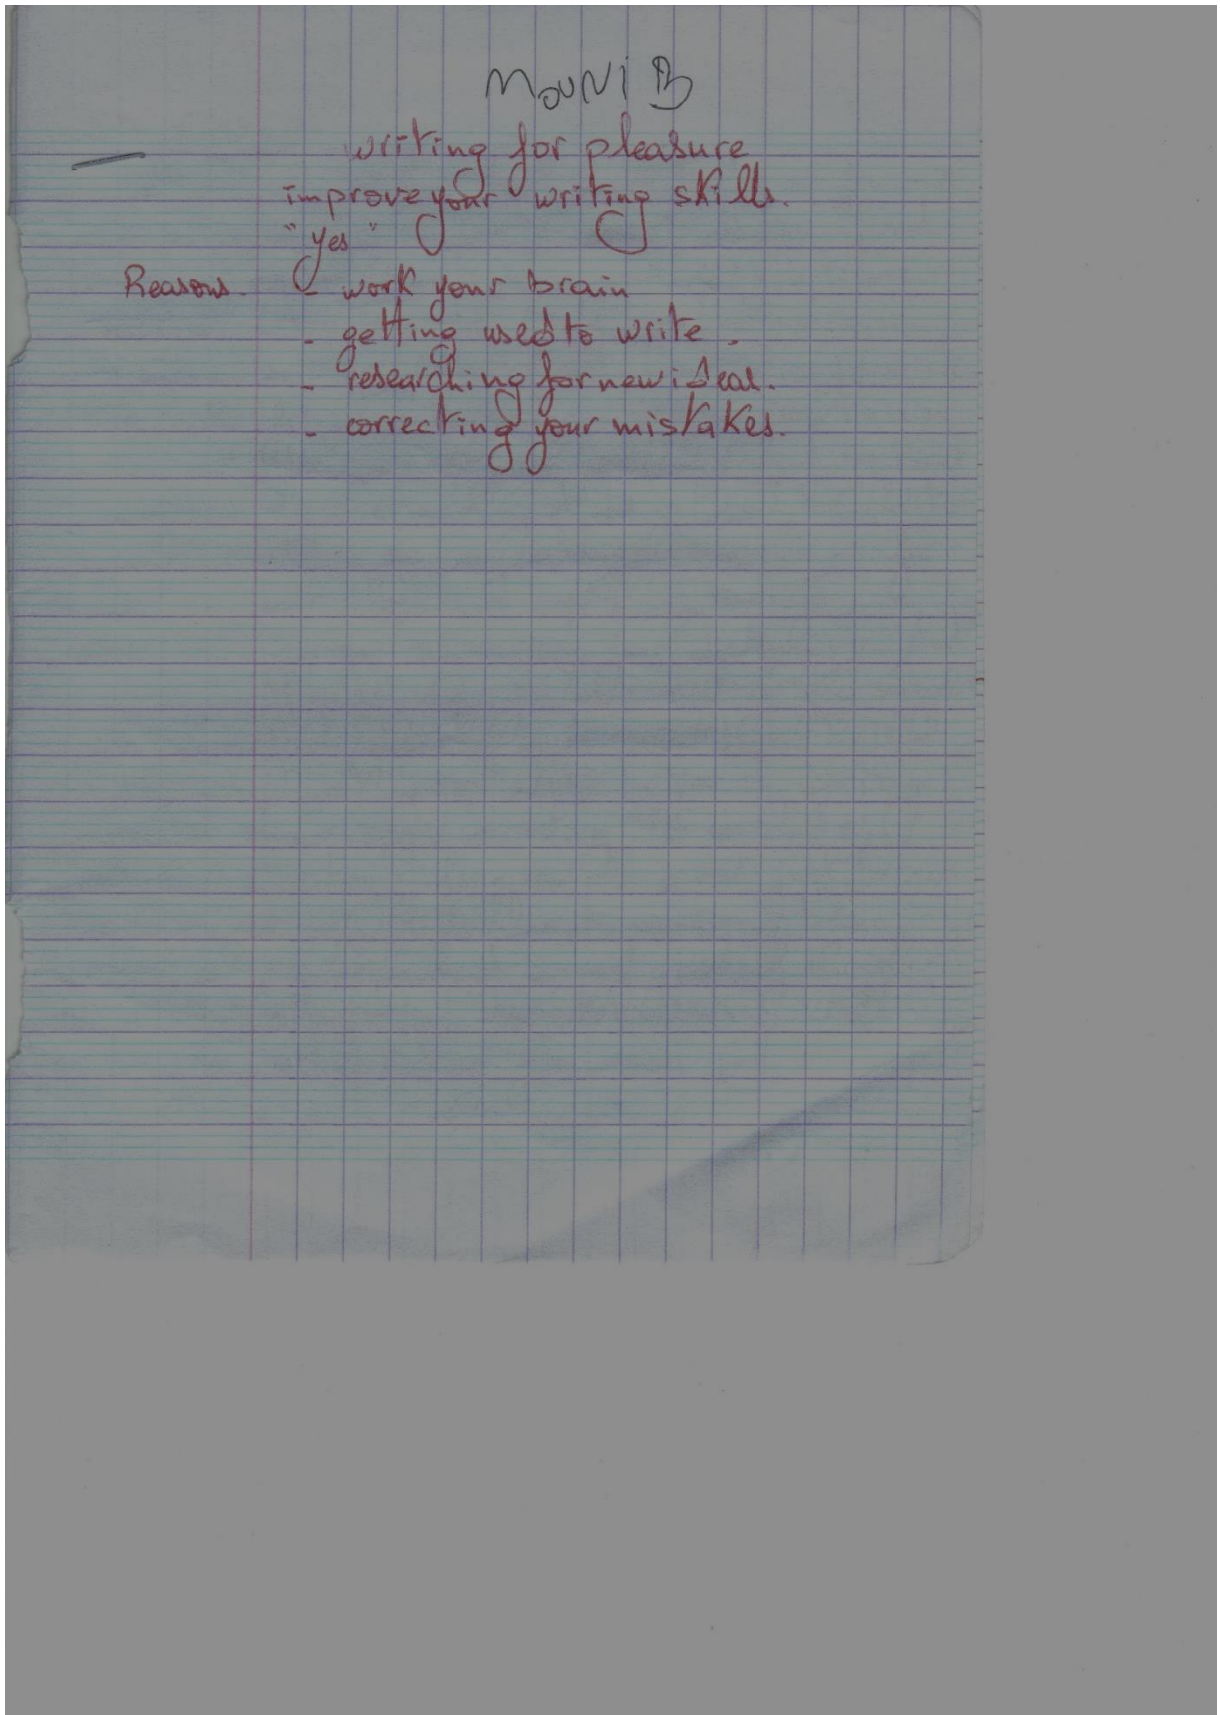 MOUNi B
writing for pleasure
improve your writing skills.
"yes"
Reasons - work your brain
- getting used to write.
- researching for new ideas.
- correcting your mistakes.